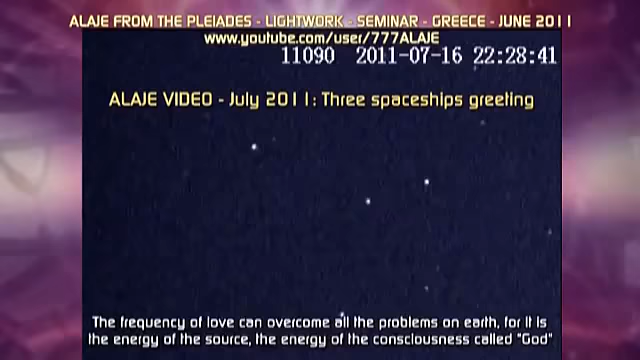 ALAJE FROM THE PLEIADES - LIGHTWORK - SEMINAR - GREECE - JUNE 2011
www.youtube.com/user/777ALAJE
11090 2011-07-16 22:28:41
ALAJE VIDEO - July 2011: Three spaceships greeting
The frequency of love can overcome all the problems on earth, for it is
the energy of the source, the energy of the consciousness called "God"